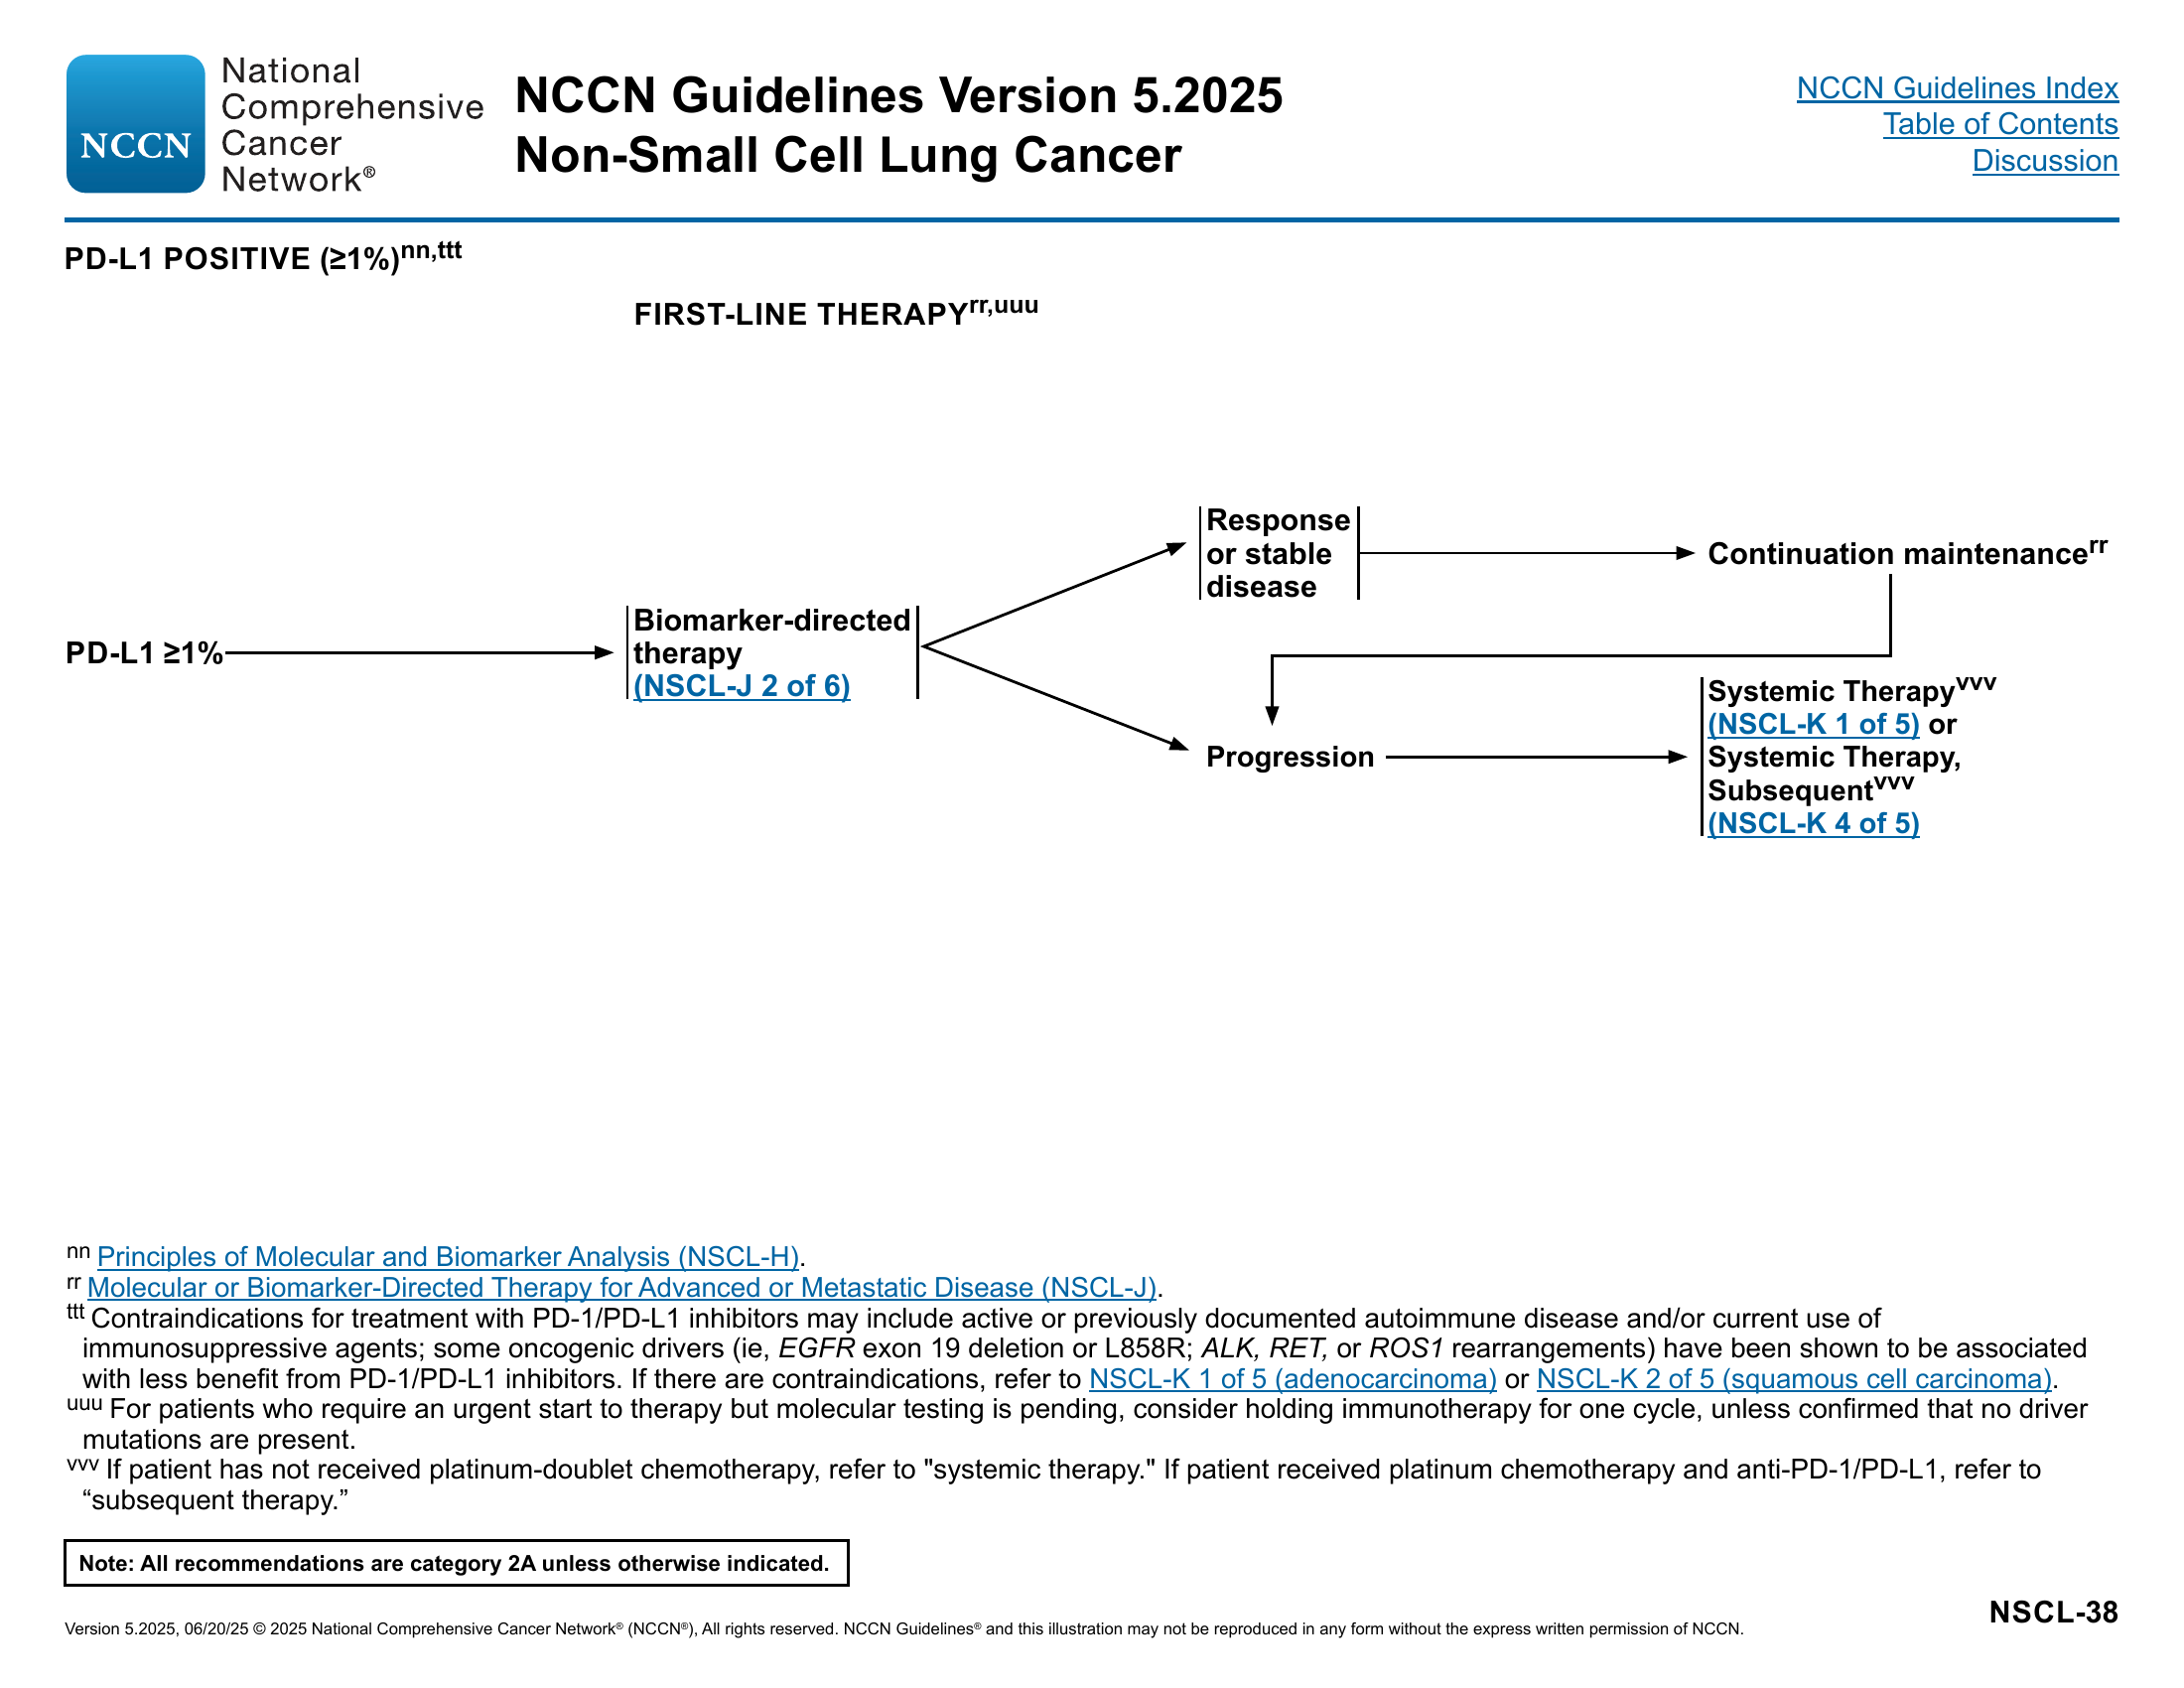 NCCN
National
Comprehensive
Cancer
Network®
NCCN Guidelines Version 5.2025
Non-Small Cell Lung Cancer
NCCN Guidelines Index
Table of Contents
Discussion
PD-L1 POSITIVE (≥1%)nn,ttt
FIRST-LINE THERAPYrr,uuu
PD-L1 ≥1%
Biomarker-directed
therapy
(NSCL-J 2 of 6)
Response
or stable
disease
Continuation maintenancerr
Progression
Systemic Therapyvvv
(NSCL-K 1 of 5) or
Systemic Therapy,
Subsequentvvv
(NSCL-K 4 of 5)
nn Principles of Molecular and Biomarker Analysis (NSCL-H).
rr Molecular or Biomarker-Directed Therapy for Advanced or Metastatic Disease (NSCL-J).
ttt Contraindications for treatment with PD-1/PD-L1 inhibitors may include active or previously documented autoimmune disease and/or current use of
immunosuppressive agents; some oncogenic drivers (ie, EGFR exon 19 deletion or L858R; ALK, RET, or ROS1 rearrangements) have been shown to be associated
with less benefit from PD-1/PD-L1 inhibitors. If there are contraindications, refer to NSCL-K 1 of 5 (adenocarcinoma) or NSCL-K 2 of 5 (squamous cell carcinoma).
uuu For patients who require an urgent start to therapy but molecular testing is pending, consider holding immunotherapy for one cycle, unless confirmed that no driver
mutations are present.
vvv If patient has not received platinum-doublet chemotherapy, refer to "systemic therapy." If patient received platinum chemotherapy and anti-PD-1/PD-L1, refer to
“subsequent therapy.”
Note: All recommendations are category 2A unless otherwise indicated.
NSCL-38
Version 5.2025, 06/20/25 © 2025 National Comprehensive Cancer Network® (NCCN®), All rights reserved. NCCN Guidelines® and this illustration may not be reproduced in any form without the express written permission of NCCN.